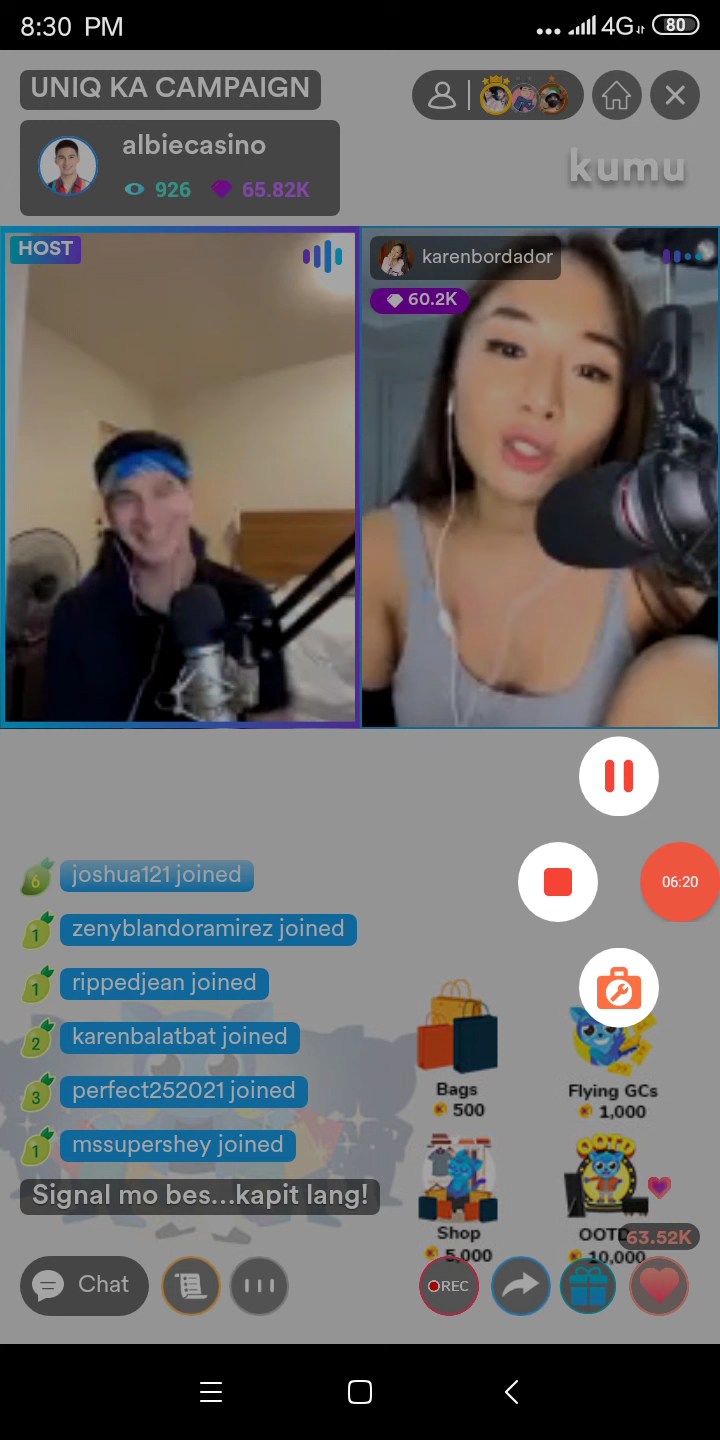 8:30 PM
4G
80
UNIQ KA CAMPAIGN
albiecasino
926
65.82K
kumu
HOST
karenbordador
60.2K
06:20
6
joshua121 joined
1
zenyblandoramirez joined
1
rippedjean joined
2
karenbalatbat joined
3
perfect252021 joined
1
mssupershey joined
Signal mo bes...kapit lang!
Bags
500
Flying GCs
1,000
Shop
5,000
OOTD
OOTD
10,000
63.52K
Chat
REC